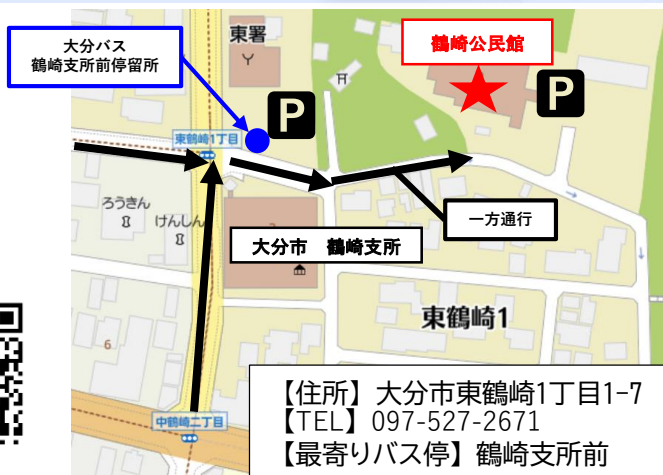 大分バス
鶴崎支所前停留所
東署
鶴崎公民館
P
P
東鶴崎1丁目
ろうきん
けんしん
一方通行
大分市 鶴崎支所
東鶴崎1
6
中鶴崎二丁目
【住所】大分市東鶴崎1丁目1-7
【TEL】097-527-2671
【最寄りバス停】鶴崎支所前